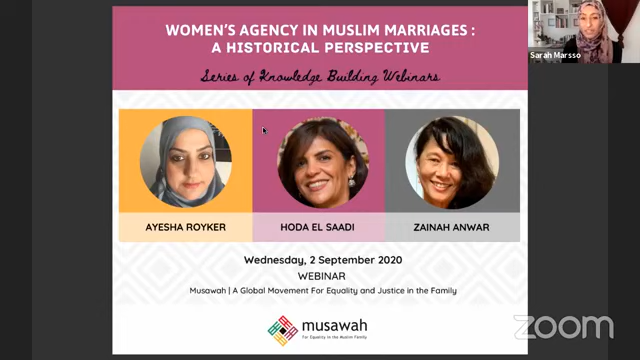 WOMEN'S AGENCY IN MUSLIM MARRIAGES :
A HISTORICAL PERSPECTIVE
Series of Knowledge Building Webinars
Sarah Marsso
AYESHA ROYKER
HODA EL SAADI
ZAINAH ANWAR
Wednesday, 2 September 2020
WEBINAR
Musawah | A Global Movement For Equality and Justice in the Family
musawah
For Equality in the Muslim Family
zoom